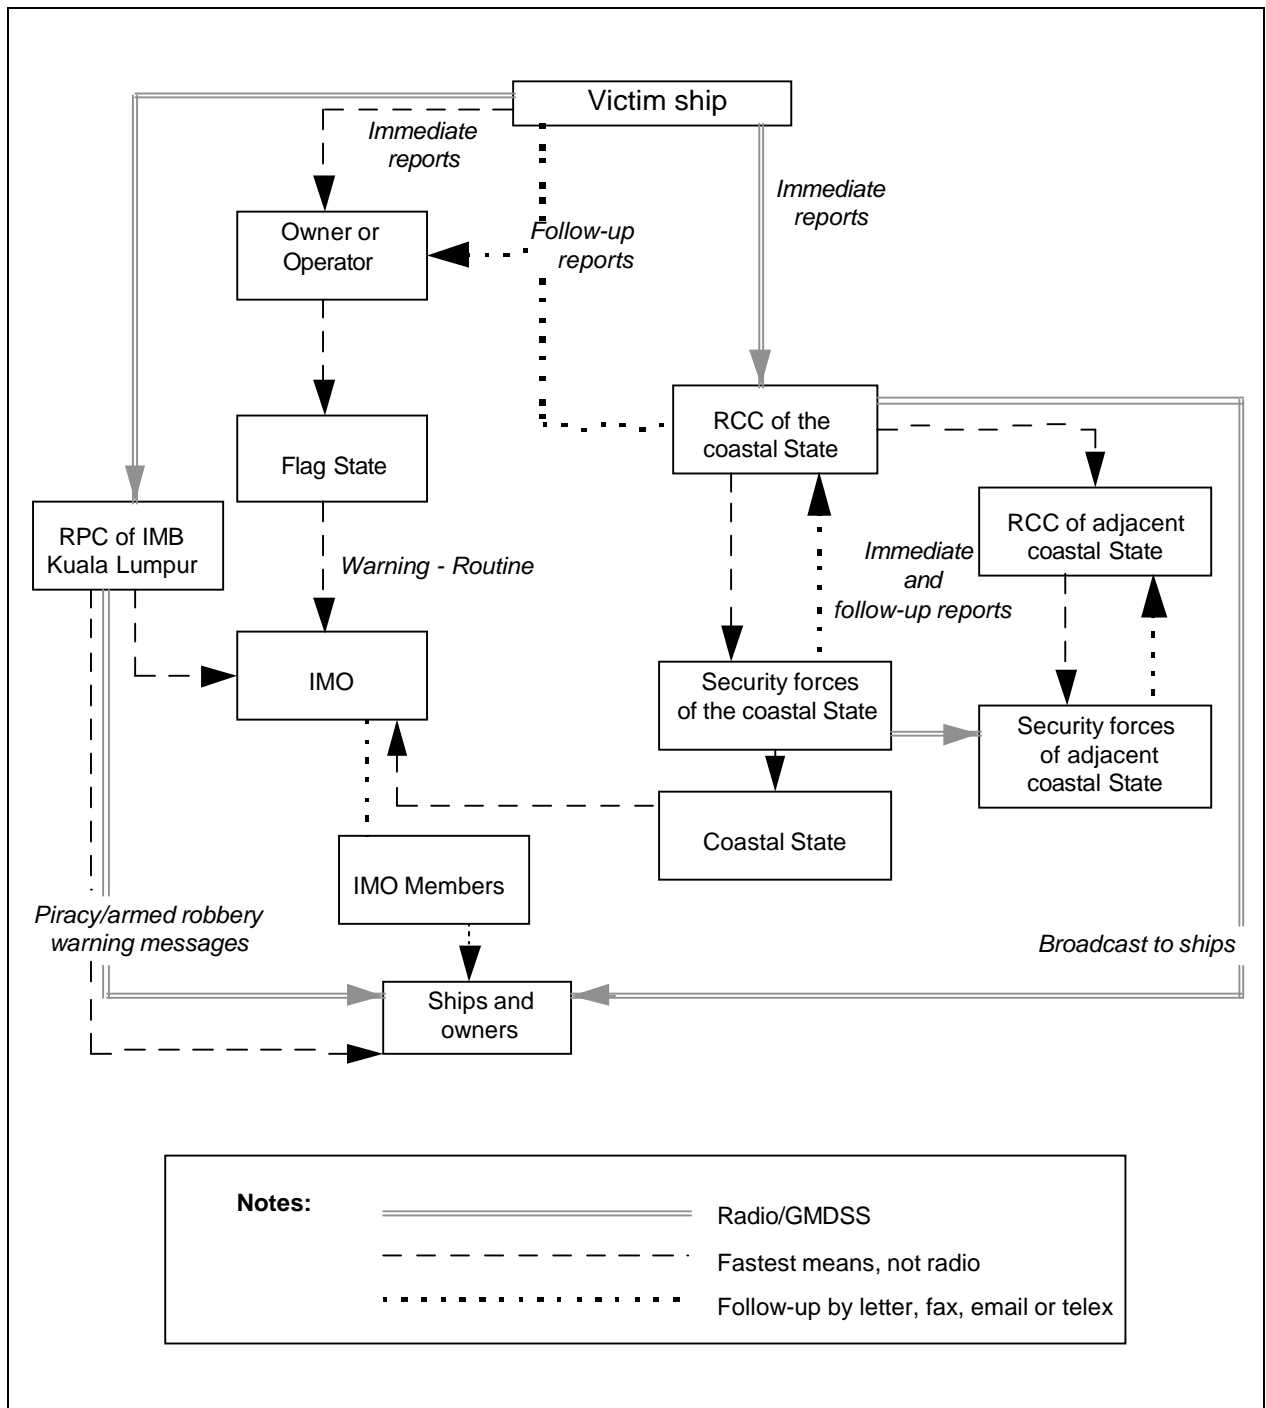 Victim ship
Immediate
reports
Immediate
reports
Owner or
Operator
Follow-up
reports
RCC of the
coastal State
Flag State
RPC of IMB
Kuala Lumpur
RCC of adjacent
coastal State
Warning - Routine
Immediate
and
follow-up reports
IMO
Security forces
of the coastal State
Security forces
of adjacent
coastal State
Coastal State
IMO Members
Piracy/armed robbery
warning messages
Broadcast to ships
Ships and
owners
Notes:
Radio/GMDSS
Fastest means, not radio
Follow-up by letter, fax, email or telex